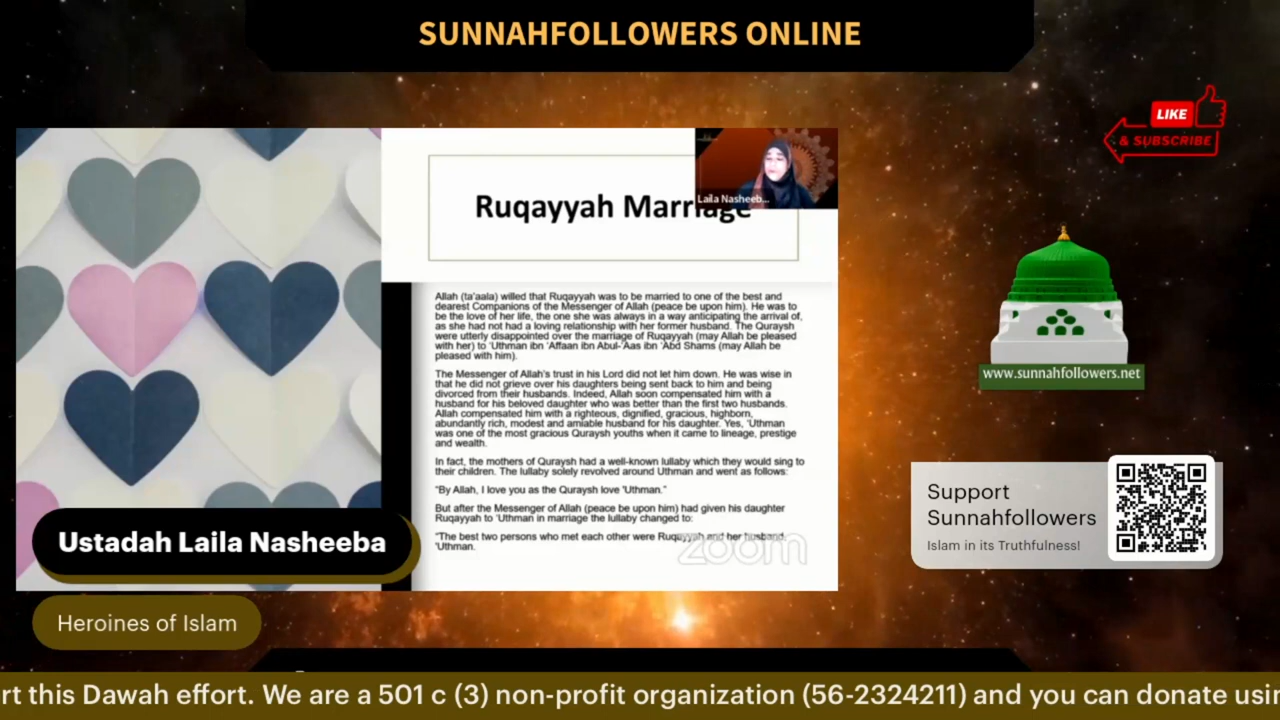 SUNNAHFOLLOWERS ONLINE
LIKE
& SUBSCRIBE
Laila Nasheeb...
Ruqayyah Marriage
Allah (ta'aala) willed that Ruqayyah was to be married to one of the best and
dearest Companions of the Messenger of Allah (peace be upon him). He was to
be the love of her life, the one she was always in a way anticipating the arrival of,
as she had not had a loving relationship with her former husband. The Quraysh
were utterly disappointed over the marriage of Ruqayyah (may Allah be pleased
with her) to 'Uthman ibn 'Affaan ibn Abul-'Aas ibn 'Abd Shams (may Allah be
pleased with him).
The Messenger of Allah's trust in his Lord did not let him down. He was wise in
that he did not grieve over his daughters being sent back to him and being
divorced from their husbands. Indeed, Allah soon compensated him with a
husband for his beloved daughter who was better than the first two husbands.
Allah compensated him with a righteous, dignified, gracious, highborn,
abundantly rich, modest and amiable husband for his daughter. Yes, 'Uthman
was one of the most gracious Quraysh youths when it came to lineage, prestige
and wealth.
In fact, the mothers of Quraysh had a well-known lullaby which they would sing to
their children. The lullaby solely revolved around Uthman and went as follows:
"By Allah, I love you as the Quraysh love 'Uthman."
But after the Messenger of Allah (peace be upon him) had given his daughter
Ruqayyah to 'Uthman in marriage the lullaby changed to:
"The best two persons who met each other were Ruqayyah and her husband,
'Uthman.
zoom
www.sunnahfollowers.net
Support
Sunnahfollowers
Islam in its Truthfulness!
Ustadah Laila Nasheeba
Heroines of Islam
rt this Dawah effort. We are a 501 c (3) non-profit organization (56-2324211) and you can donate usin